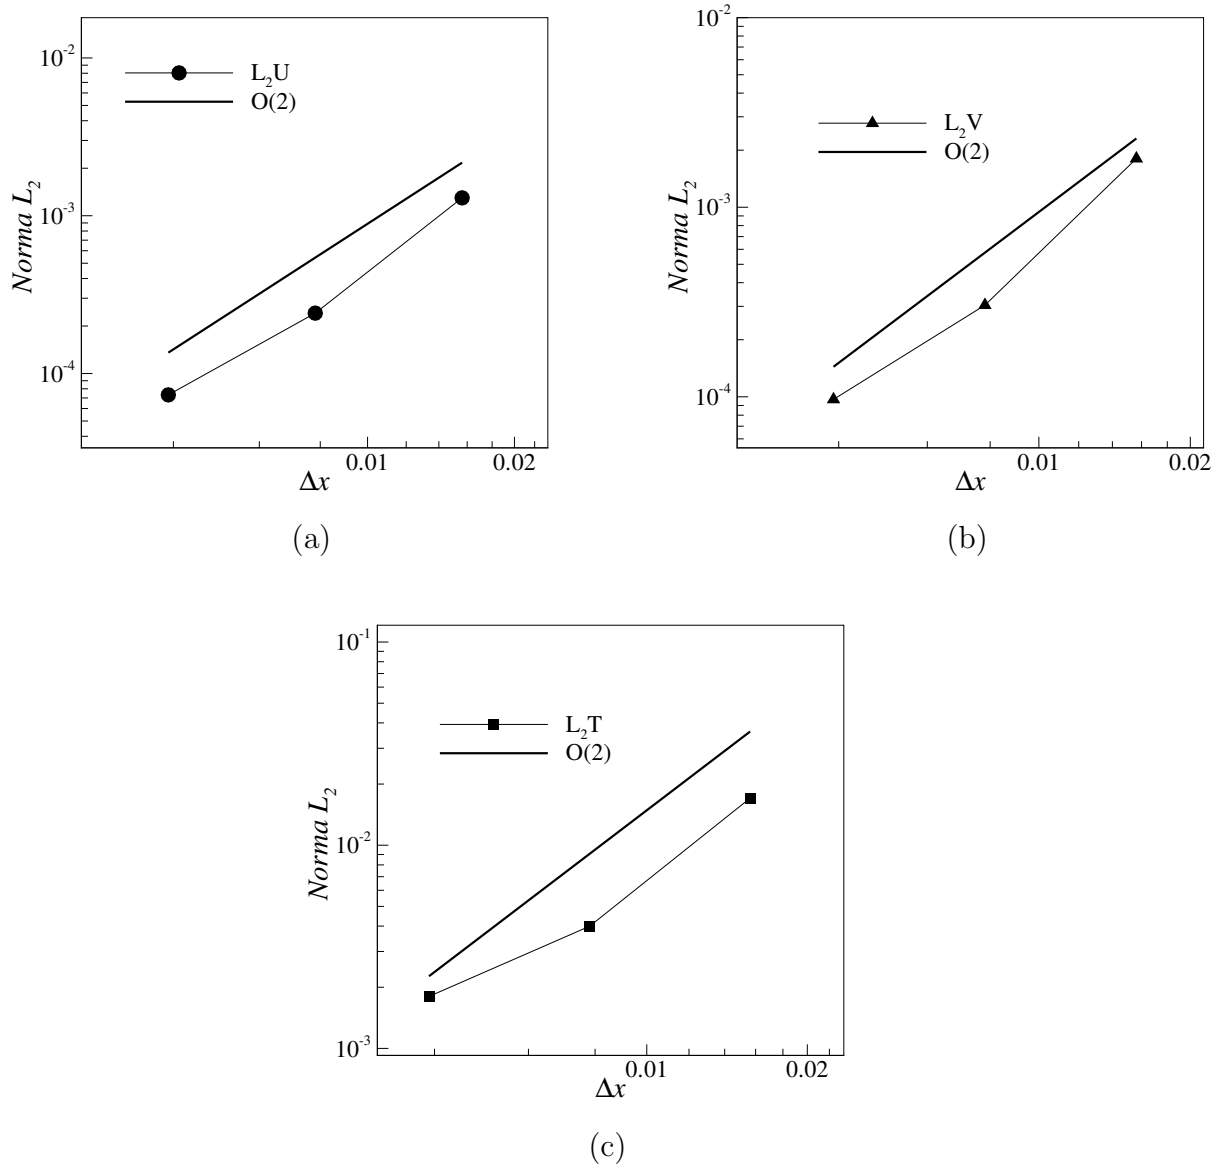 10⁻²
L₂U
O(2)
10⁻³
Norma L₂
10⁻⁴
0.01 0.02
Δx
(a)
10⁻²
L₂V
O(2)
10⁻³
Norma L₂
10⁻⁴
0.01 0.02
Δx
(b)
10⁻¹
L₂T
O(2)
10⁻²
Norma L₂
10⁻³
0.01 0.02
Δx
(c)